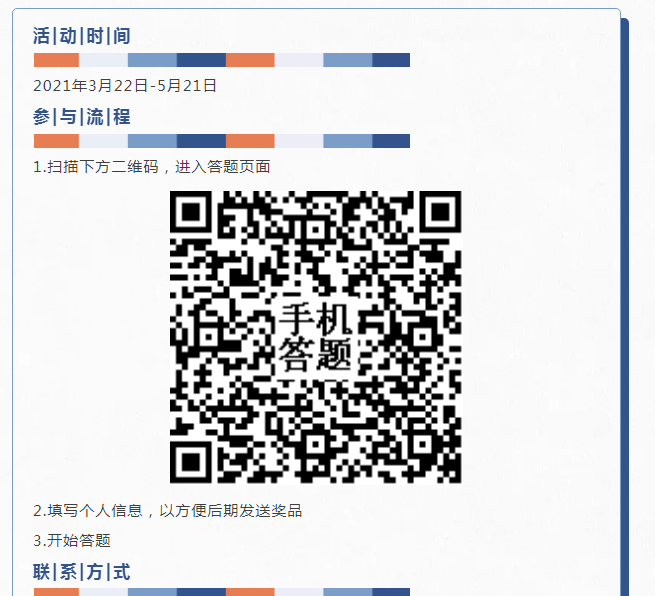 活|动|时|间
2021年3月22日-5月21日
参|与|流|程
1.扫描下方二维码，进入答题页面
手机
答题
2.填写个人信息，以方便后期发送奖品
3.开始答题
联|系|方|式